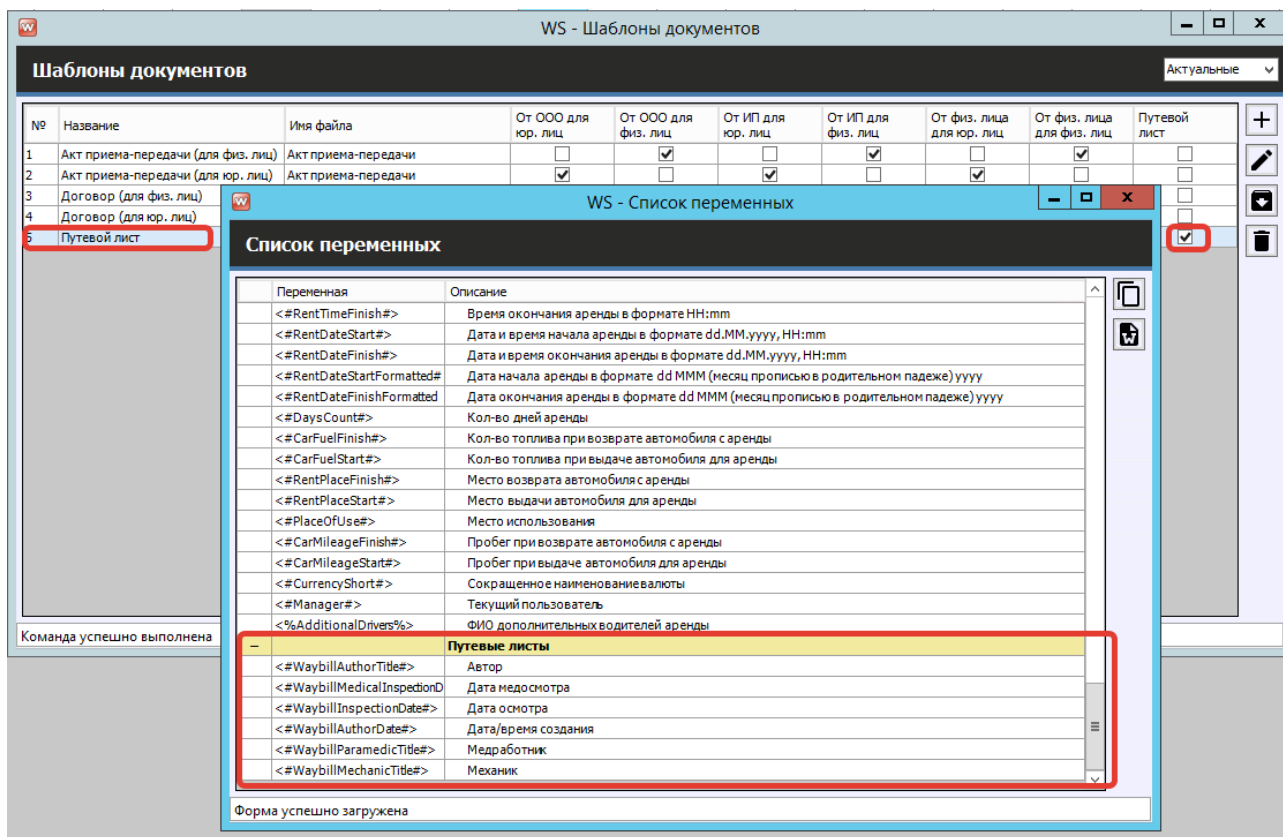 WS - Шаблоны документов
Шаблоны документов
Актуальные
№ Название Имя файла От ООО для юр. лиц От ООО для физ. лиц От ИП для юр. лиц От ИП для физ. лиц От физ. лица для юр. лиц От физ. лица для физ. лиц Путевой лист
1 Акт приема-передачи (для физ. лиц) Акт приема-передачи
2 Акт приема-передачи (для юр. лиц) Акт приема-передачи
3 Договор (для физ. лиц)
4 Договор (для юр. лиц)
5 Путевой лист
Команда успешно выполнена
WS - Список переменных
Список переменных
Переменная Описание
<#RentTimeFinish#> Время окончания аренды в формате HH:mm
<#RentDateStart#> Дата и время начала аренды в формате dd.MM.yyyy, HH:mm
<#RentDateFinish#> Дата и время окончания аренды в формате dd.MM.yyyy, HH:mm
<#RentDateStartFormatted# Дата начала аренды в формате dd MMM (месяц прописью в родительном падеже) yyyy
<#RentDateFinishFormatted Дата окончания аренды в формате dd MMM (месяц прописью в родительном падеже) yyyy
<#DaysCount#> Кол-во дней аренды
<#CarFuelFinish#> Кол-во топлива при возврате автомобиля с аренды
<#CarFuelStart#> Кол-во топлива при выдаче автомобиля для аренды
<#RentPlaceFinish#> Место возврата автомобиля с аренды
<#RentPlaceStart#> Место выдачи автомобиля для аренды
<#PlaceOfUse#> Место использования
<#CarMileageFinish#> Пробег при возврате автомобиля с аренды
<#CarMileageStart#> Пробег при выдаче автомобиля для аренды
<#CurrencyShort#> Сокращенное наименование валюты
<#Manager#> Текущий пользователь
<%AdditionalDrivers%> ФИО дополнительных водителей аренды
Путевые листы
<#WaybillAuthorTitle#> Автор
<#WaybillMedicalInspectionD Дата медосмотра
<#WaybillInspectionDate#> Дата осмотра
<#WaybillAuthorDate#> Дата/время создания
<#WaybillParamedicTitle#> Медработник
<#WaybillMechanicTitle#> Механик
Форма успешно загружена